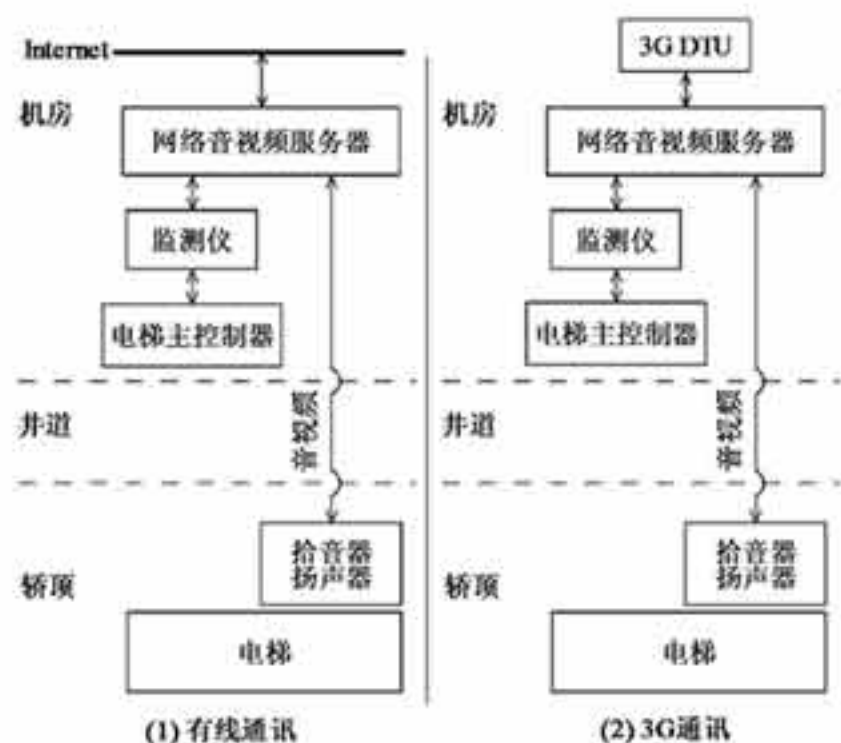 Internet
机房
网络音视频服务器
监测仪
电梯主控制器
井道
音视频
轿顶
拾音器
扬声器
电梯
(1) 有线通讯
3G DTU
机房
网络音视频服务器
监测仪
电梯主控制器
井道
音视频
轿顶
拾音器
扬声器
电梯
(2) 3G通讯